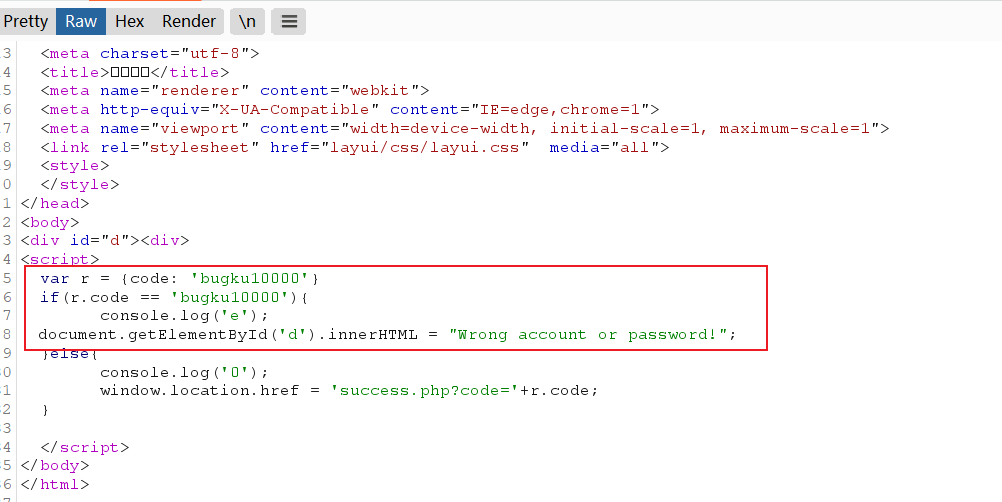 Pretty Raw Hex Render \n
3 <meta charset="utf-8">
4 <title>□□□□</title>
5 <meta name="renderer" content="webkit">
6 <meta http-equiv="X-UA-Compatible" content="IE=edge,chrome=1">
7 <meta name="viewport" content="width=device-width, initial-scale=1, maximum-scale=1">
8 <link rel="stylesheet" href="layui/css/layui.css"  media="all">
9 <style>
0 </style>
1 </head>
2 <body>
3 <div id="d"><div>
4 <script>
5 var r = {code: 'bugku10000'}
6 if(r.code == 'bugku10000'){
7 console.log('e');
8 document.getElementById('d').innerHTML = "Wrong account or password!";
9 }else{
0 console.log('0');
1 window.location.href = 'success.php?code='+r.code;
2 }
3
4 </script>
5 </body>
6 </html>